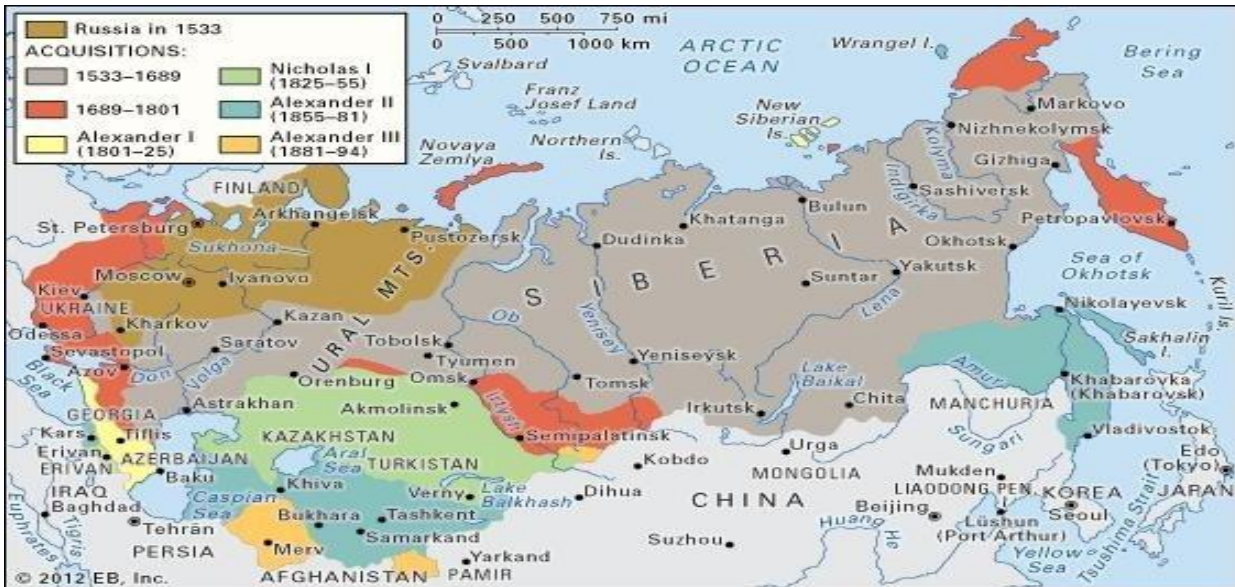 Russia in 1533
ACQUISITIONS:
1533–1689
1689–1801
Alexander I
(1801–25)
Nicholas I
(1825–55)
Alexander II
(1855–81)
Alexander III
(1881–94)
0 250 500 750 mi
0 500 1000 km
ARCTIC
OCEAN
Wrangel I.
Bering
Sea
Svalbard
Franz
Josef Land
New
Siberian
Is.
Northern
Is.
Novaya
Zemlya
Markovo
Nizhnekolymsk
Kolyma
Gizhiga
Indigirka
Sashiversk
FINLAND
St. Petersburg
Arkhangelsk
Sukhona
Pustozersk
Khatanga
Bulun
Dudinka
Petropavlovsk
Okhotsk
Moscow
Ivanovo
SIBERIA
Suntar
Yakutsk
Sea of
Okhotsk
Kiev
UKRAINE
Kharkov
Kazan
URAL MTS.
Ob
Yenisey
Lena
Nikolayevsk
Kuril Is.
Odessa
Sevastopol
Saratov
Tobolsk
Tyumen
Yeniseysk
Sakhalin
I.
Black
Sea
Azov
Don
Volga
Orenburg
Omsk
Tomsk
Lake
Baikal
Amur
Khabarovka
(Khabarovsk)
Astrakhan
Akmolinsk
Irtysh
Irkutsk
Chita
MANCHURIA
GEORGIA
Kars
Tiflis
KAZAKHSTAN
Semipalatinsk
Urga
Sungari
Vladivostok
Erivan
ERIVAN
AZERBAIJAN
Aral
Sea
TURKISTAN
Kobdo
MONGOLIA
Mukden
Edo
(Tokyo)
Baku
Khiva
Verny
Lake
Balkhash
Dihua
CHINA
LIAODONG PEN.
KOREA
JAPAN
IRAQ
Baghdad
Caspian
Sea
Bukhara
Tashkent
Beijing
Seoul
Euphrates
Tigris
Tehrān
Samarkand
Huang
He
Lüshun
(Port Arthur)
Tsushima Strait
PERSIA
Merv
Yarkand
Suzhou
Yellow
Sea
© 2012 EB, Inc.
AFGHANISTAN
PAMIR